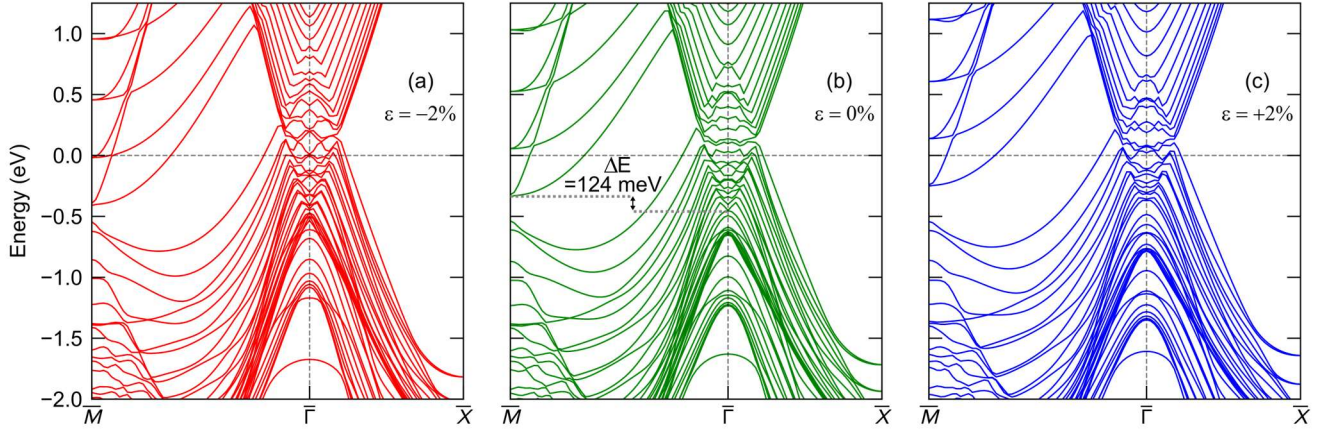 Energy (eV)
1.0
0.5
0.0
−0.5
−1.0
−1.5
−2.0
(a)
ε = −2%
M̅
Γ̅
X̅
(b)
ε = 0%
ΔE
=124 meV
M̅
Γ̅
X̅
(c)
ε = +2%
M̅
Γ̅
X̅